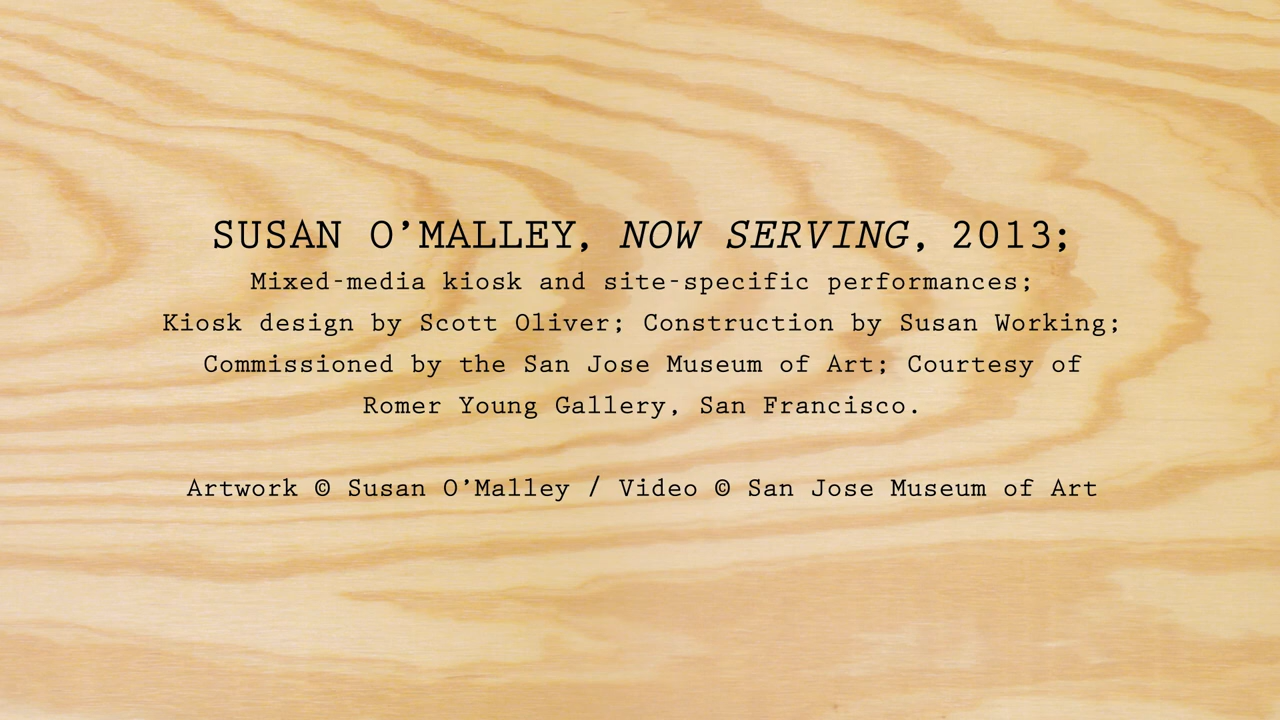 SUSAN O’MALLEY, NOW SERVING, 2013;
Mixed-media kiosk and site-specific performances;
Kiosk design by Scott Oliver; Construction by Susan Working;
Commissioned by the San Jose Museum of Art; Courtesy of
Romer Young Gallery, San Francisco.
Artwork © Susan O’Malley / Video © San Jose Museum of Art